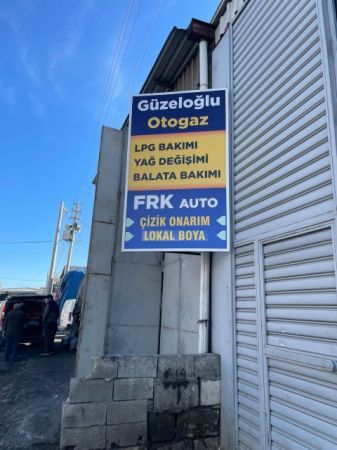 Güzeloğlu
Otogaz
LPG BAKIMI
YAĞ DEĞİŞİMİ
BALATA BAKIMI
FRK AUTO
ÇİZİK ONARIM
LOKAL BOYA